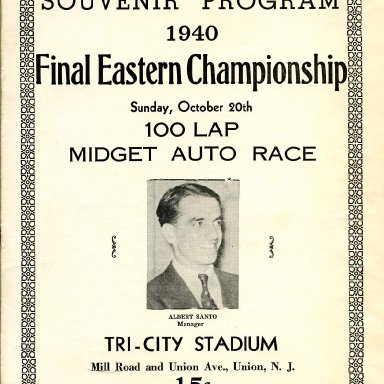 SOUVENIR PROGRAM
1940
Final Eastern Championship
Sunday, October 20th
100 LAP
MIDGET AUTO RACE
ALBERT SANTO
Manager
TRI-CITY STADIUM
Mill Road and Union Ave., Union, N. J.
15c